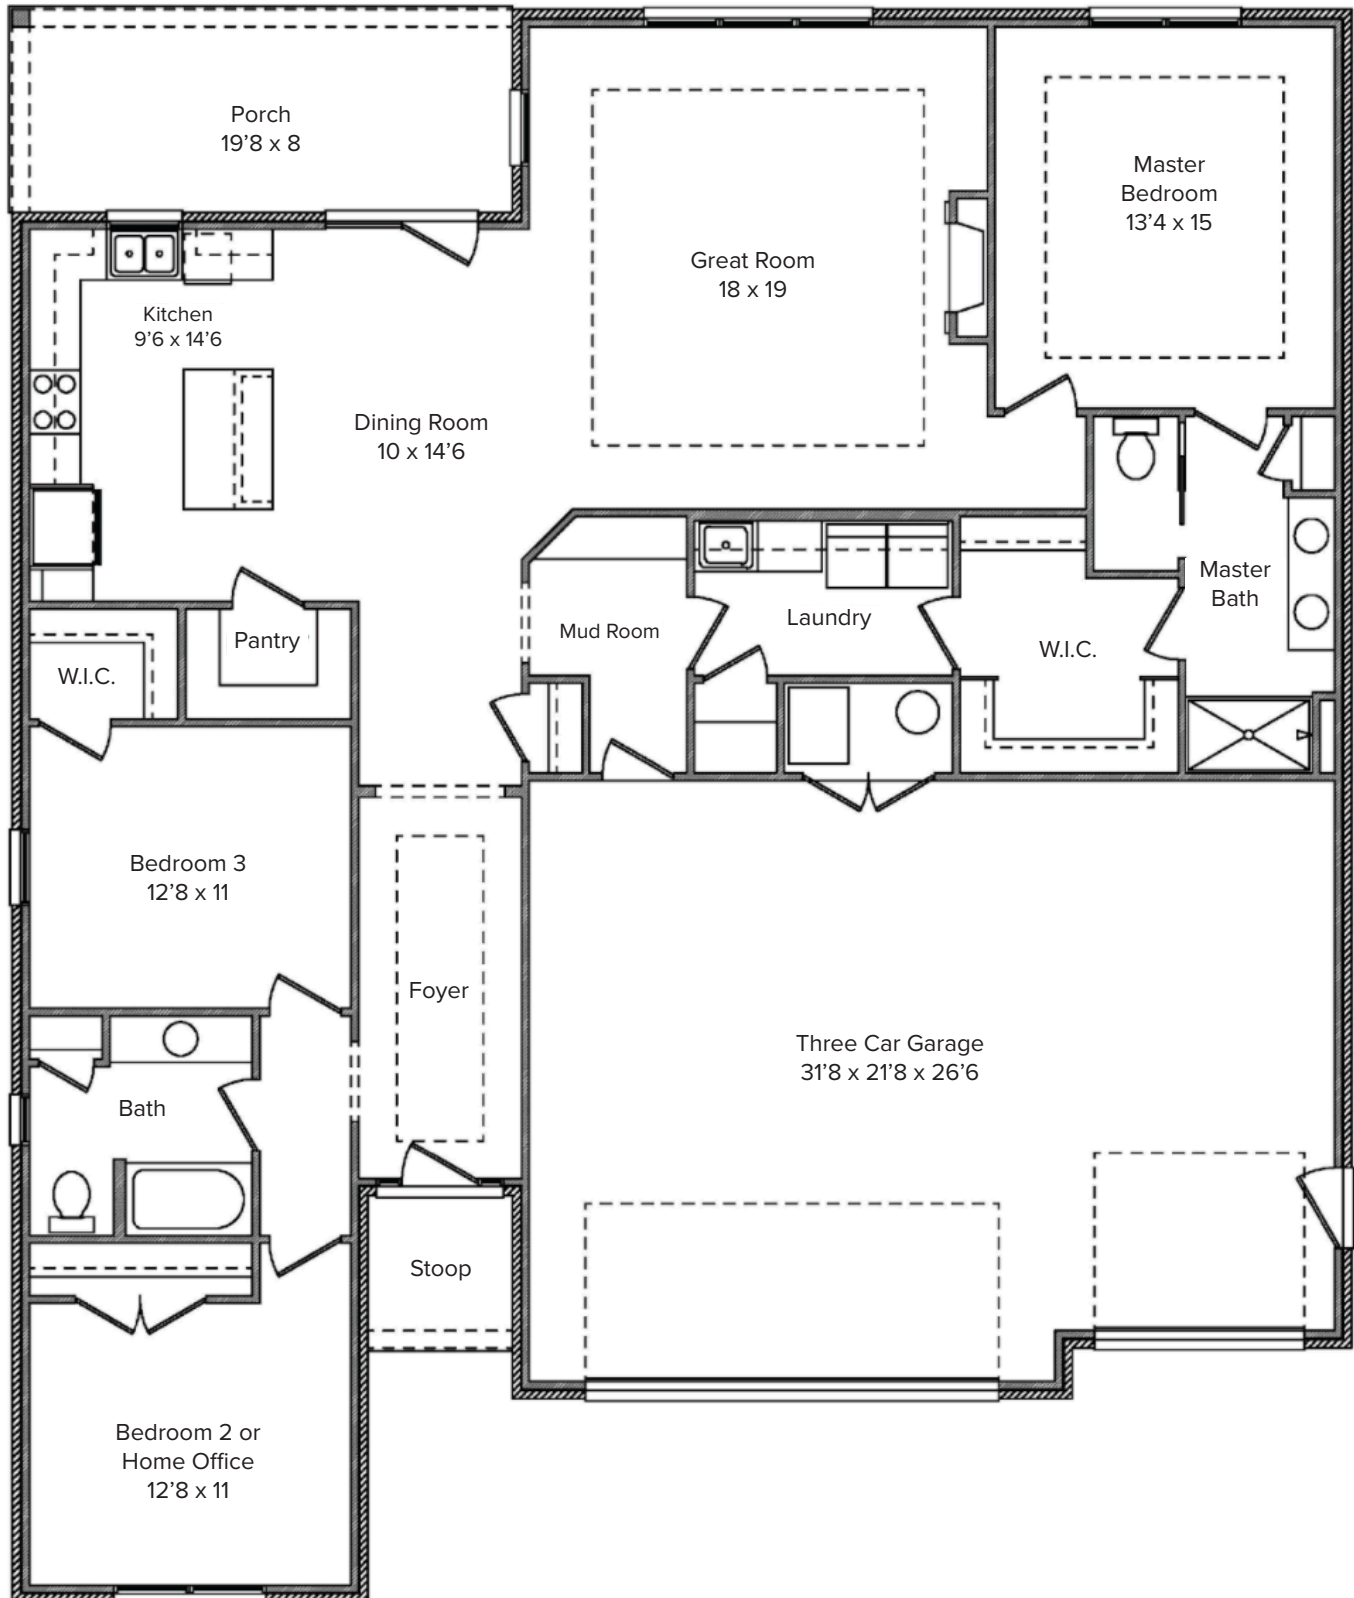 Porch
19’8 x 8
Master
Bedroom
13’4 x 15
Great Room
18 x 19
Kitchen
9’6 x 14’6
Dining Room
10 x 14’6
Master
Bath
Laundry
Mud Room
Pantry
W.I.C.
W.I.C.
Bedroom 3
12’8 x 11
Foyer
Three Car Garage
31’8 x 21’8 x 26’6
Bath
Stoop
Bedroom 2 or
Home Office
12’8 x 11